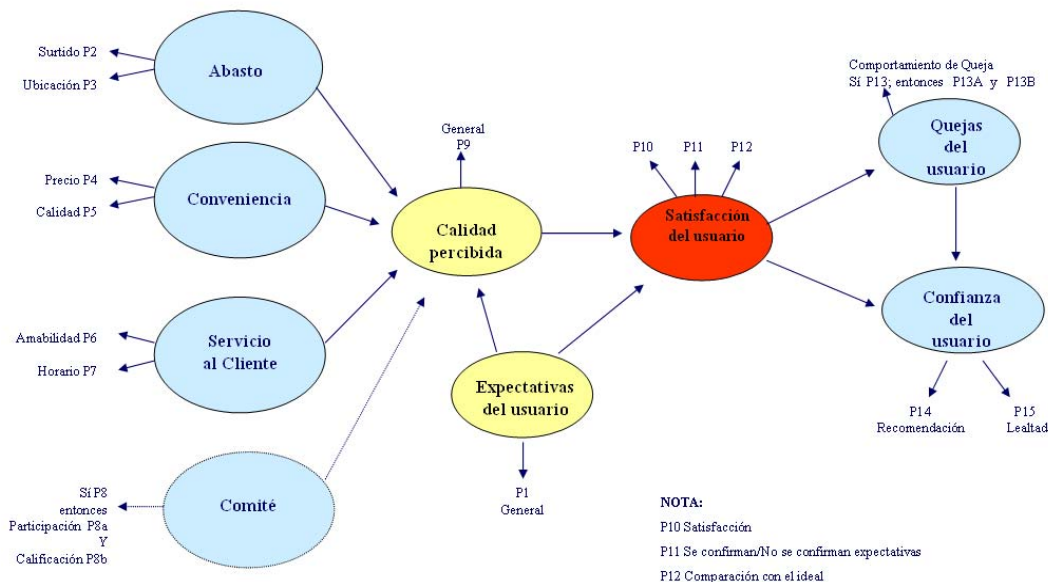 Surtido P2
Ubicación P3
Abasto
Precio P4
Calidad P5
Conveniencia
Amabilidad P6
Horario P7
Servicio
al Cliente
Sí P8
entonces
Participación P8a
Y
Calificación P8b
Comité
General
P9
Calidad
percibida
Expectativas
del usuario
P1
General
P10
P11
P12
Satisfacción
del usuario
Comportamiento de Queja
Sí P13; entonces P13A y P13B
Quejas
del
usuario
Confianza
del
usuario
P14
Recomendación
P15
Lealtad
NOTA:
P10 Satisfacción
P11 Se confirman/No se confirman expectativas
P12 Comparación con el ideal